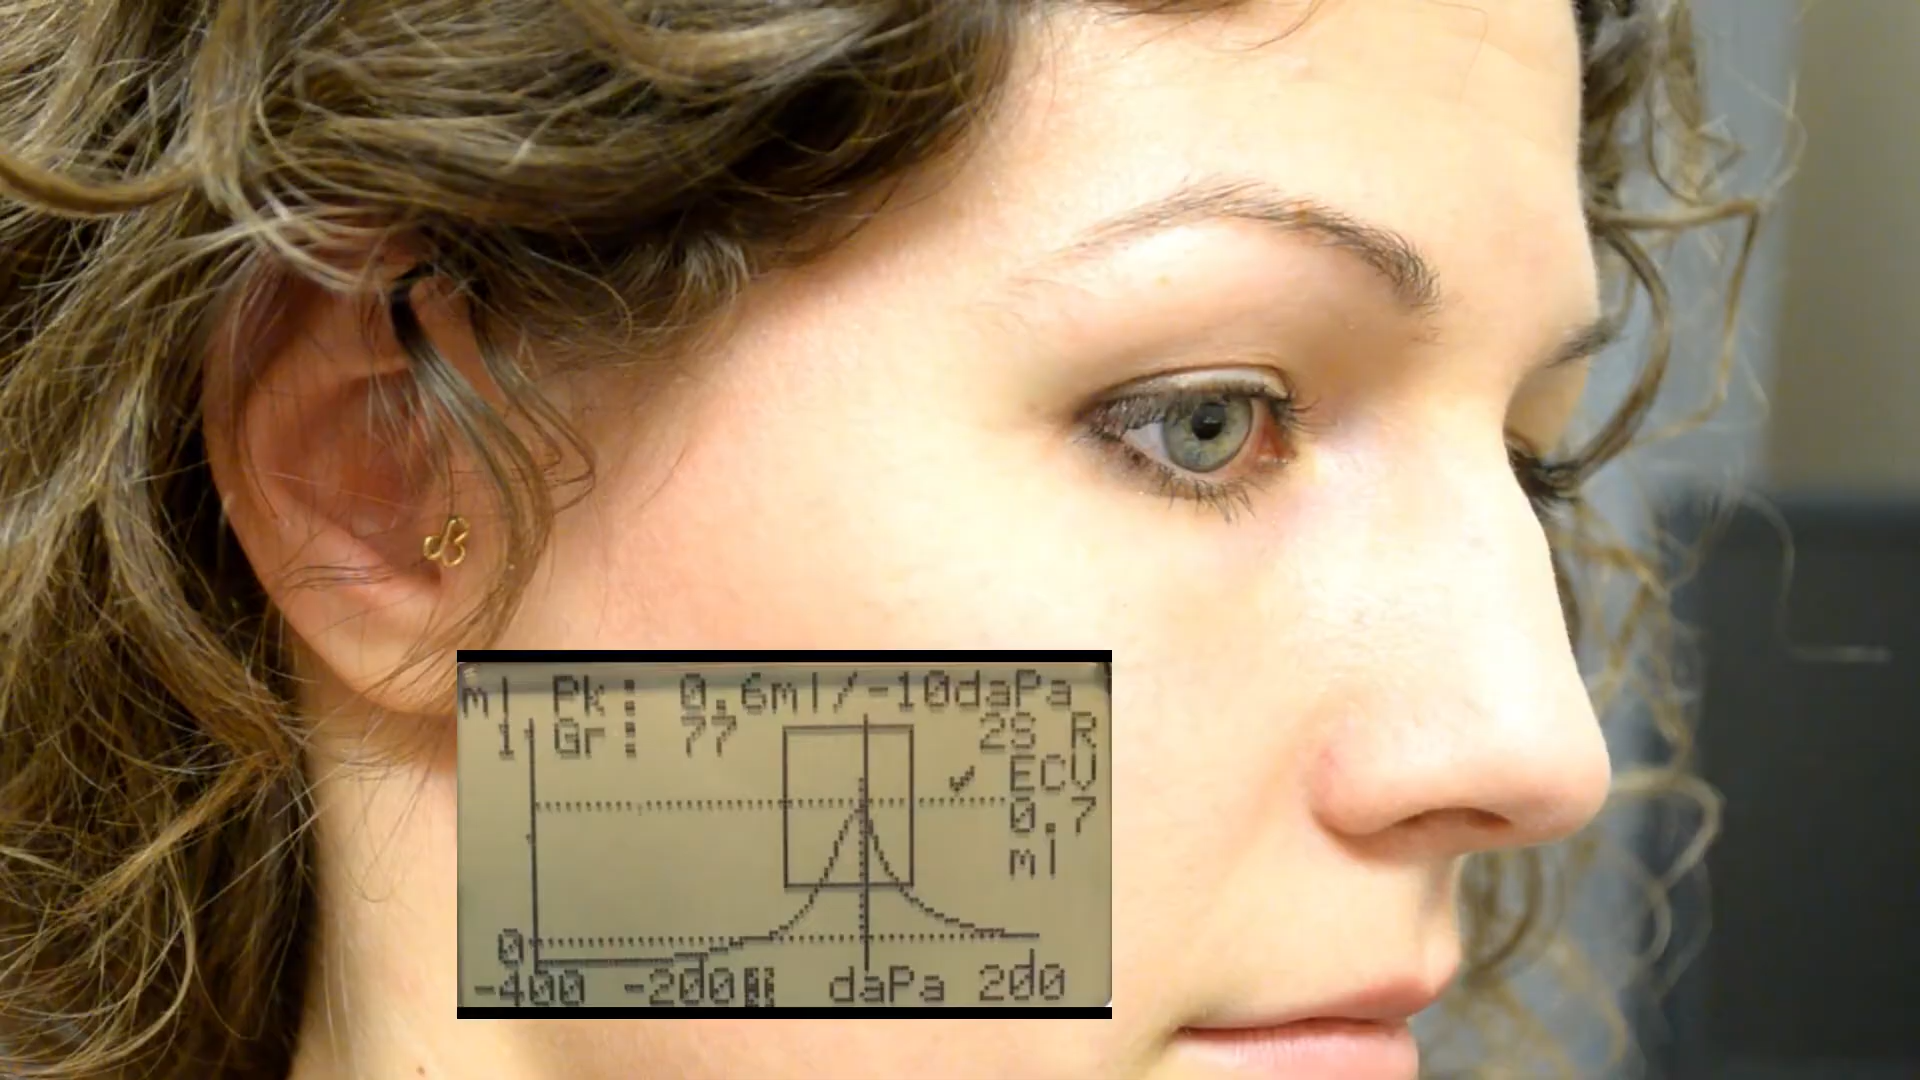 ml Pk: 0,6ml/-10daPa
1 Gr: 77 2S R
✓ ECV
0.7
ml
0
-400 -200 daPa 200